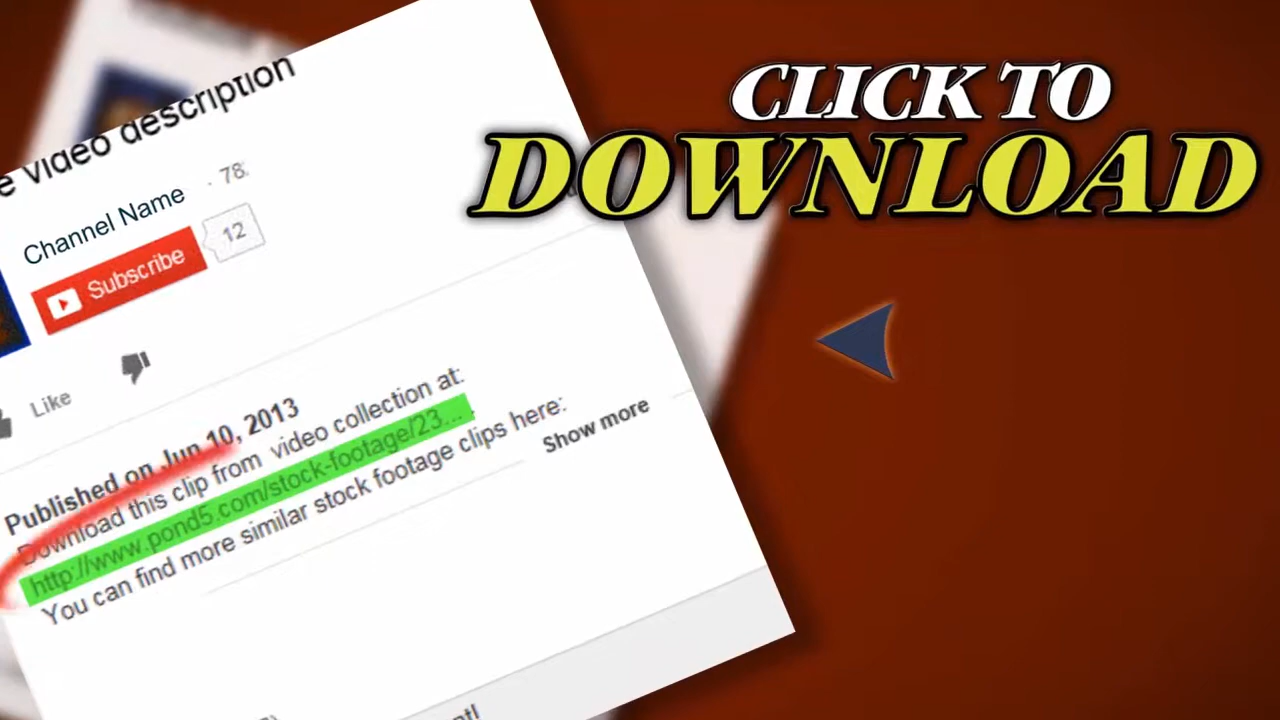 CLICK TO
DOWNLOAD
e video description
Channel Name
Subscribe
12
Like
Published on Jun 10, 2013
Download this clip from video collection at:
http://www.pond5.com/stock-footage/23...
You can find more similar stock footage clips here:
Show more